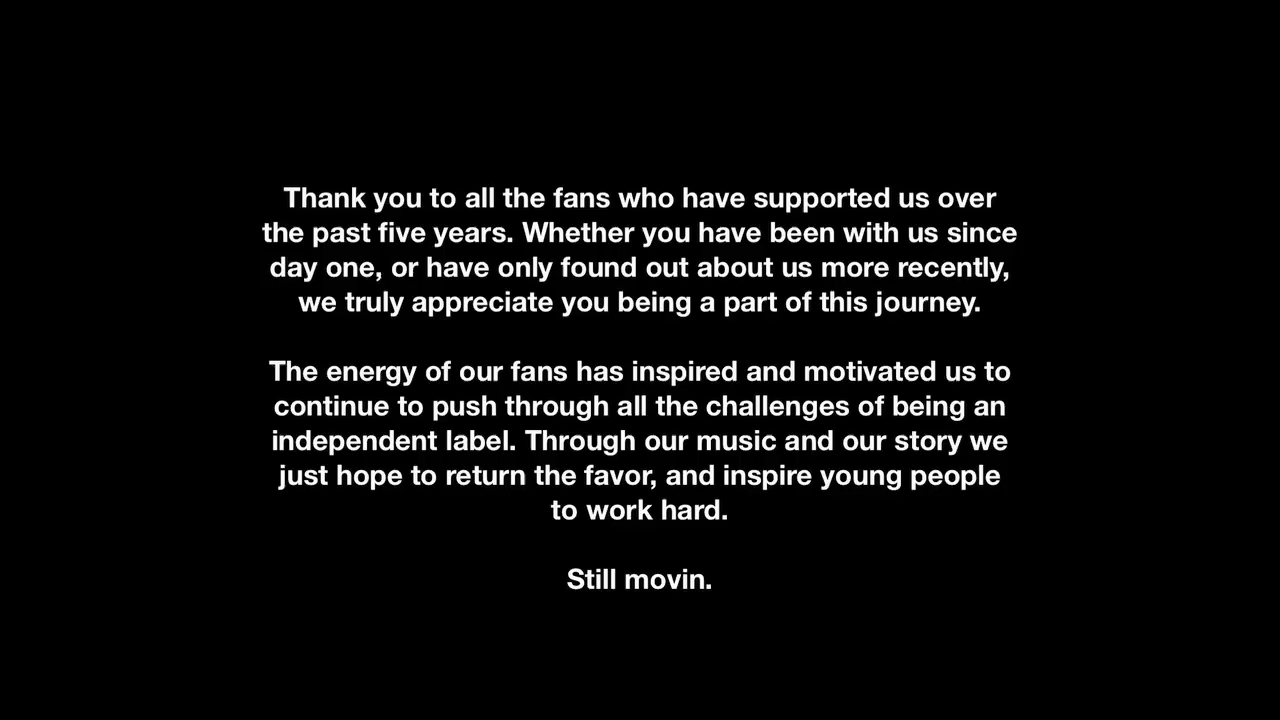 Thank you to all the fans who have supported us over
the past five years. Whether you have been with us since
day one, or have only found out about us more recently,
we truly appreciate you being a part of this journey.
The energy of our fans has inspired and motivated us to
continue to push through all the challenges of being an
independent label. Through our music and our story we
just hope to return the favor, and inspire young people
to work hard.
Still movin.